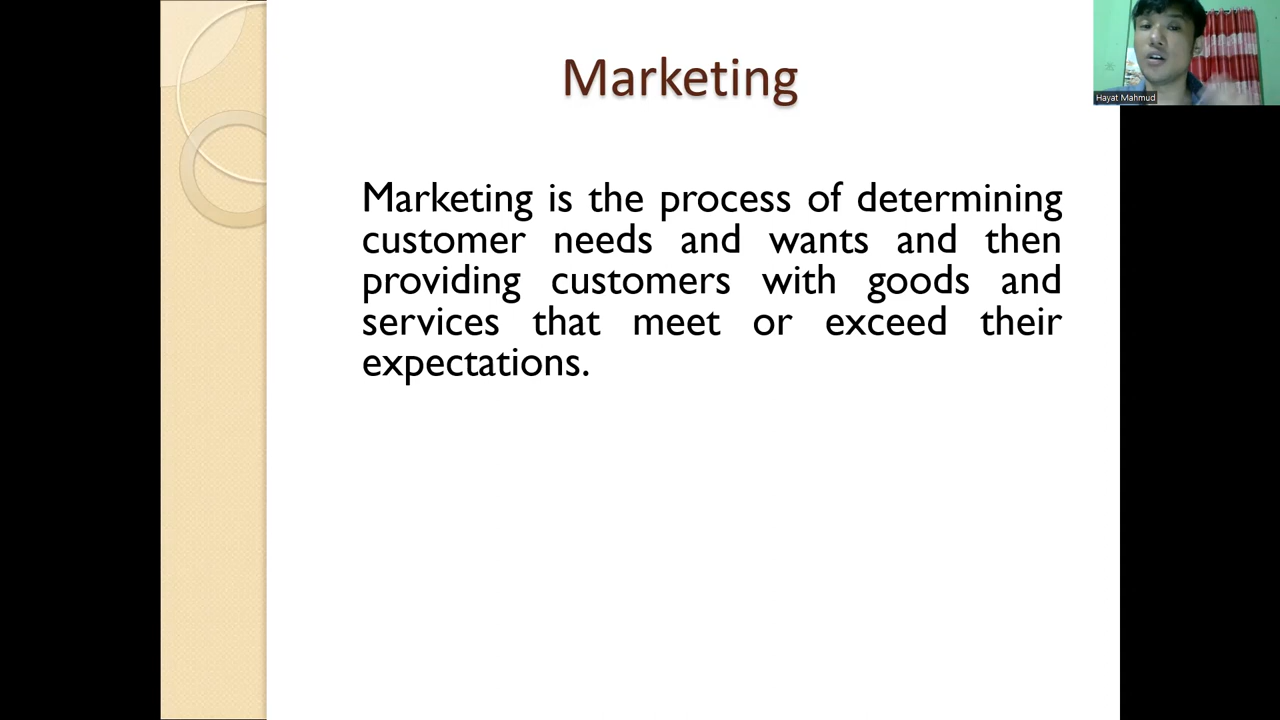 Marketing
Hayat Mahmud
Marketing is the process of determining
customer needs and wants and then
providing customers with goods and
services that meet or exceed their
expectations.